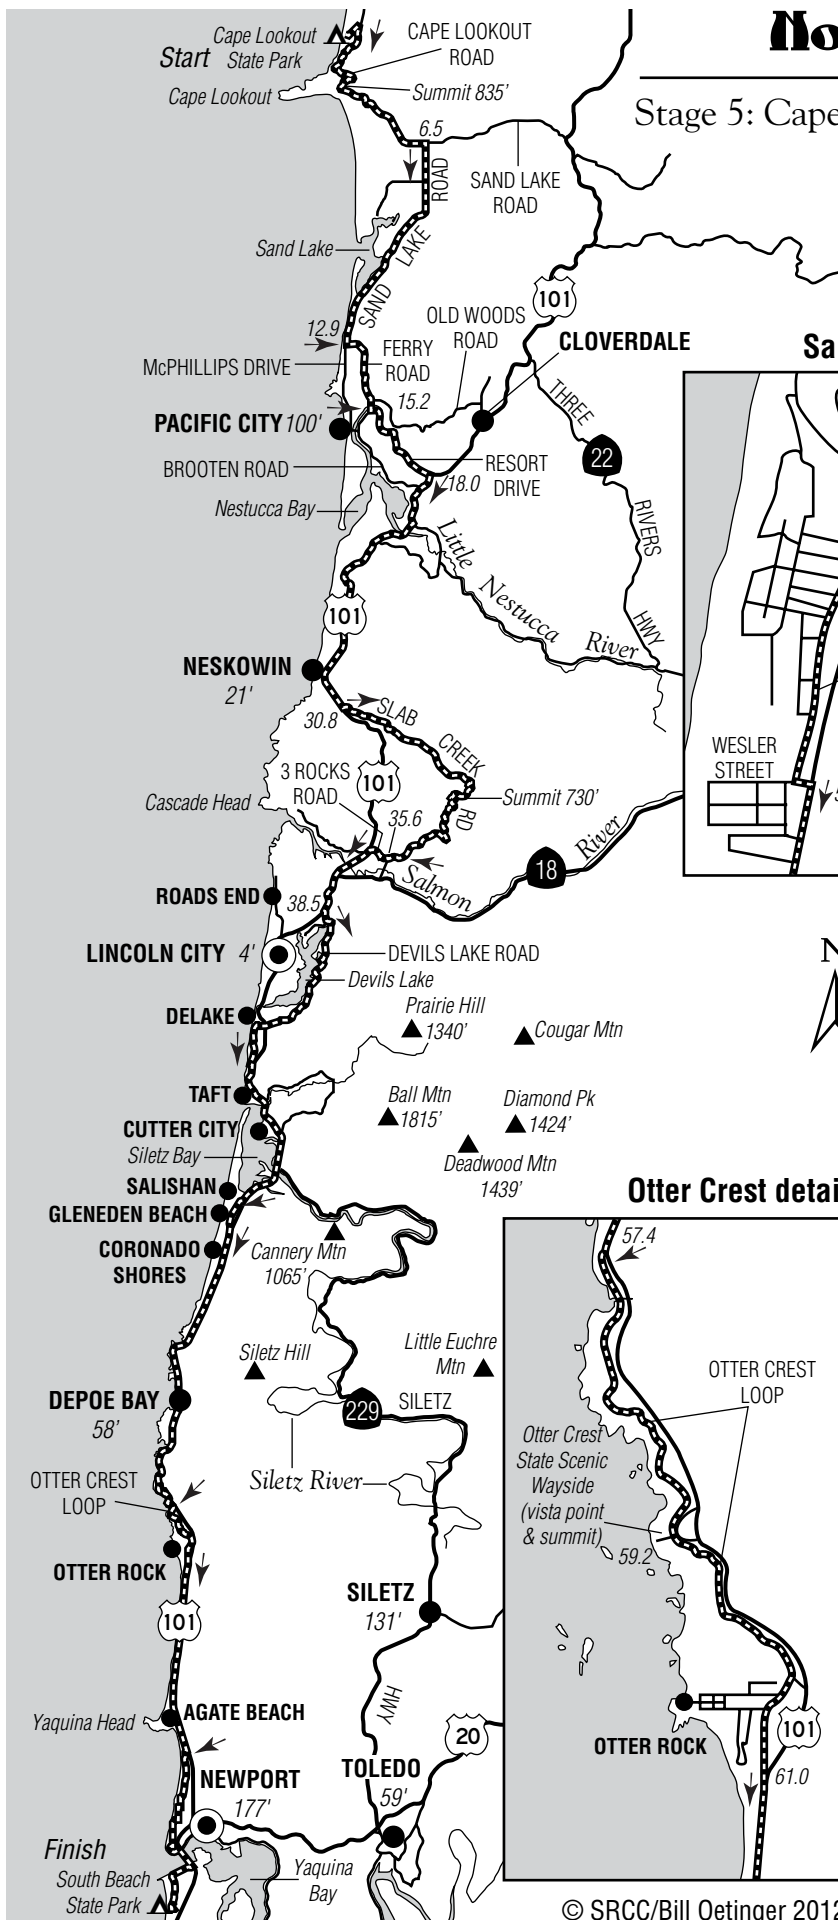 No
Stage 5: Cape
Cape Lookout
State Park
Start
CAPE LOOKOUT
ROAD
Cape Lookout
Summit 835'
6.5
ROAD
SAND LAKE
ROAD
Sand Lake
LAKE
SAND
101
12.9
OLD WOODS
ROAD
CLOVERDALE
FERRY
ROAD
McPHILLIPS DRIVE
15.2
THREE
PACIFIC CITY 100'
22
BROOTEN ROAD
RESORT
DRIVE
18.0
Nestucca Bay
RIVERS
Little
Nestucca
River
HWY
101
NESKOWIN
21'
30.8
SLAB
CREEK
RD
3 ROCKS
ROAD
101
Summit 730'
Cascade Head
35.6
River
18
Salmon
ROADS END
38.5
LINCOLN CITY 4'
DEVILS LAKE ROAD
Devils Lake
DELAKE
Prairie Hill
1340'
Cougar Mtn
TAFT
Ball Mtn
1815'
Diamond Pk
1424'
CUTTER CITY
Siletz Bay
Deadwood Mtn
1439'
SALISHAN
GLENEDEN BEACH
CORONADO
SHORES
Cannery Mtn
1065'
Siletz Hill
Little Euchre
Mtn
DEPOE BAY
58'
229
SILETZ
OTTER CREST
LOOP
Siletz River
OTTER ROCK
SILETZ
131'
101
HWY
Yaquina Head
AGATE BEACH
20
NEWPORT
177'
TOLEDO
59'
Finish
South Beach
State Park
Yaquina
Bay
Sa
WESLER
STREET
5
N
Otter Crest detai
57.4
OTTER CREST
LOOP
Otter Crest
State Scenic
Wayside
(vista point
& summit)
59.2
OTTER ROCK
101
61.0
© SRCC/Bill Oetinger 2012